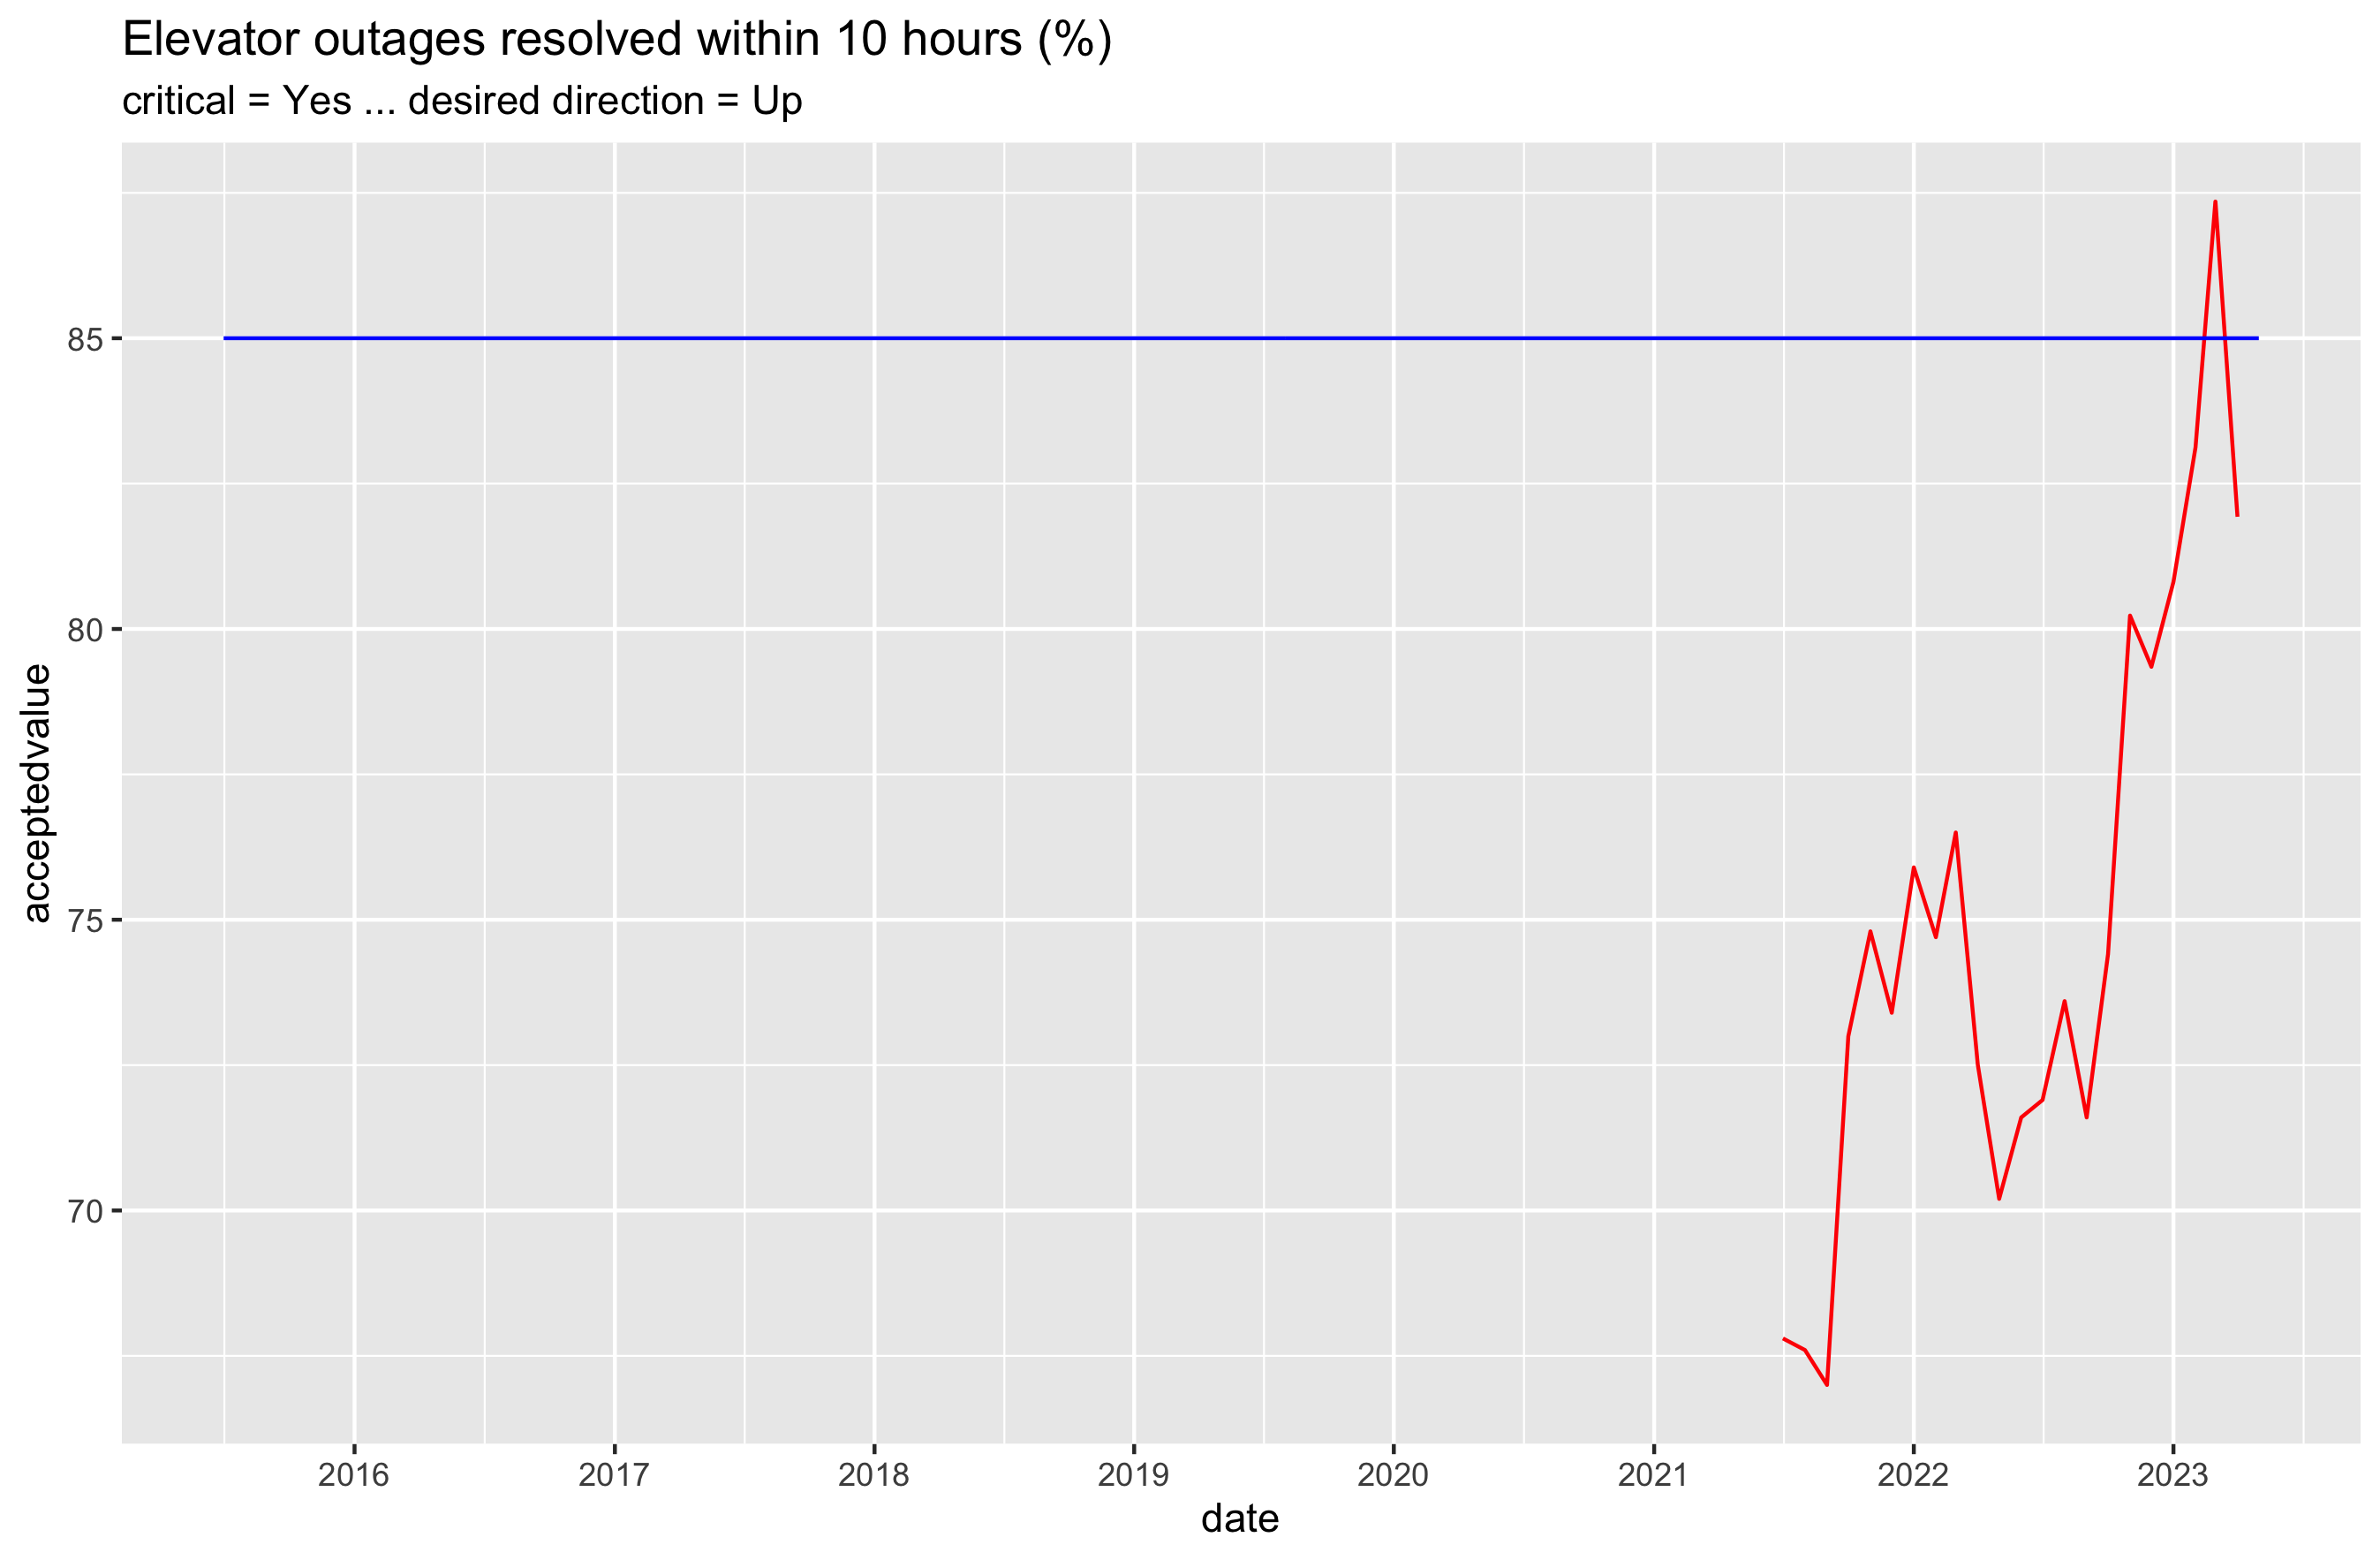 Elevator outages resolved within 10 hours (%)
critical = Yes ... desired direction = Up
acceptedvalue
85
80
75
70
2016 2017 2018 2019 2020 2021 2022 2023
date